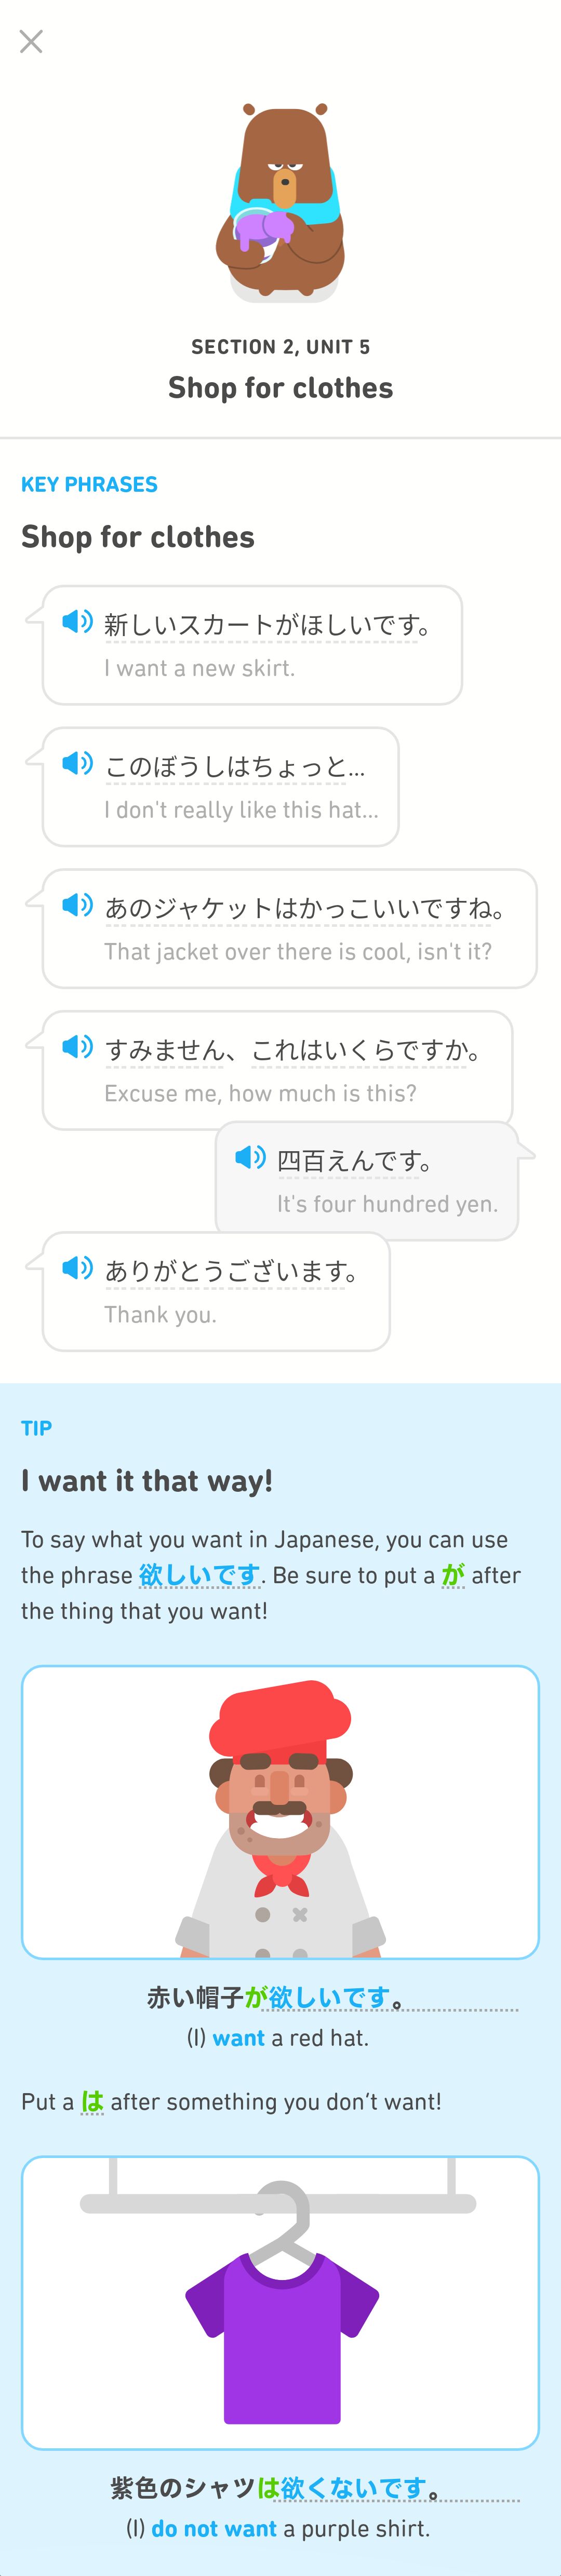 SECTION 2, UNIT 5
Shop for clothes
KEY PHRASES
Shop for clothes
新しいスカートがほしいです。
I want a new skirt.
このぼうしはちょっと…
I don't really like this hat...
あのジャケットはかっこいいですね。
That jacket over there is cool, isn't it?
すみません、これはいくらですか。
Excuse me, how much is this?
四百えんです。
It's four hundred yen.
ありがとうございます。
Thank you.
TIP
I want it that way!
To say what you want in Japanese, you can use
the phrase 欲しいです. Be sure to put a が after
the thing that you want!
赤い帽子が欲しいです。
(I) want a red hat.
Put a は after something you don’t want!
紫色のシャツは欲くないです。
(I) do not want a purple shirt.